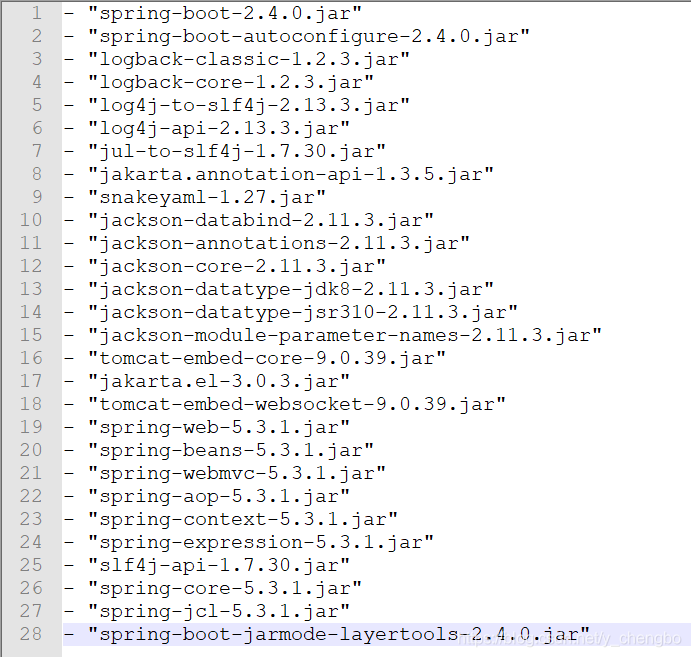 1 - "spring-boot-2.4.0.jar"
2 - "spring-boot-autoconfigure-2.4.0.jar"
3 - "logback-classic-1.2.3.jar"
4 - "logback-core-1.2.3.jar"
5 - "log4j-to-slf4j-2.13.3.jar"
6 - "log4j-api-2.13.3.jar"
7 - "jul-to-slf4j-1.7.30.jar"
8 - "jakarta.annotation-api-1.3.5.jar"
9 - "snakeyaml-1.27.jar"
10 - "jackson-databind-2.11.3.jar"
11 - "jackson-annotations-2.11.3.jar"
12 - "jackson-core-2.11.3.jar"
13 - "jackson-datatype-jdk8-2.11.3.jar"
14 - "jackson-datatype-jsr310-2.11.3.jar"
15 - "jackson-module-parameter-names-2.11.3.jar"
16 - "tomcat-embed-core-9.0.39.jar"
17 - "jakarta.el-3.0.3.jar"
18 - "tomcat-embed-websocket-9.0.39.jar"
19 - "spring-web-5.3.1.jar"
20 - "spring-beans-5.3.1.jar"
21 - "spring-webmvc-5.3.1.jar"
22 - "spring-aop-5.3.1.jar"
23 - "spring-context-5.3.1.jar"
24 - "spring-expression-5.3.1.jar"
25 - "slf4j-api-1.7.30.jar"
26 - "spring-core-5.3.1.jar"
27 - "spring-jcl-5.3.1.jar"
28 - "spring-boot-jarmode-layertools-2.4.0.jar"